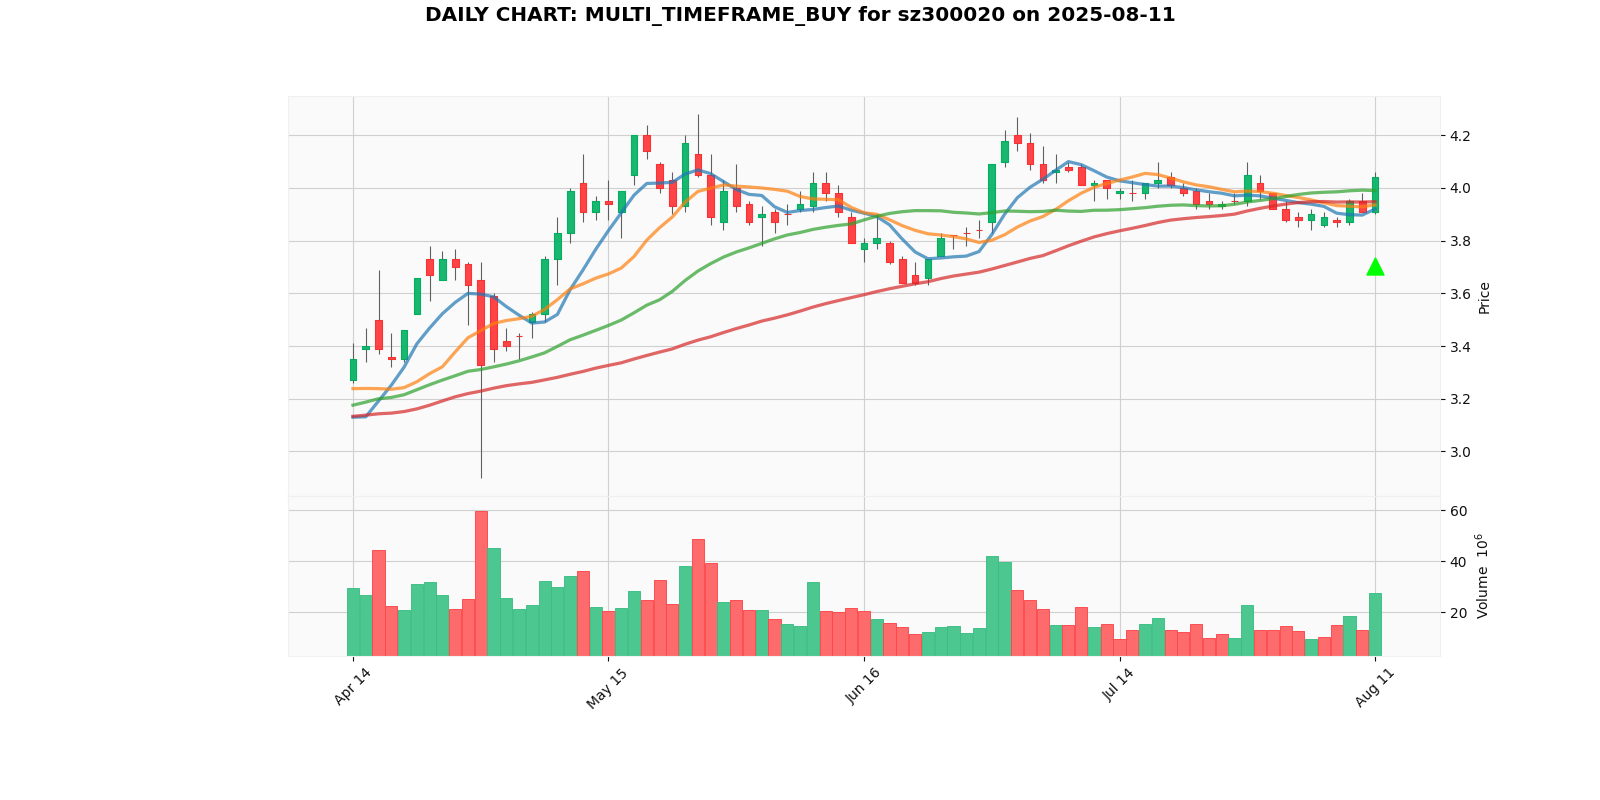 DAILY CHART: MULTI_TIMEFRAME_BUY for sz300020 on 2025-08-11
4.2
4.0
3.8
3.6
3.4
3.2
3.0
Price
60
40
20
Volume 10⁶
Apr 14
May 15
Jun 16
Jul 14
Aug 11